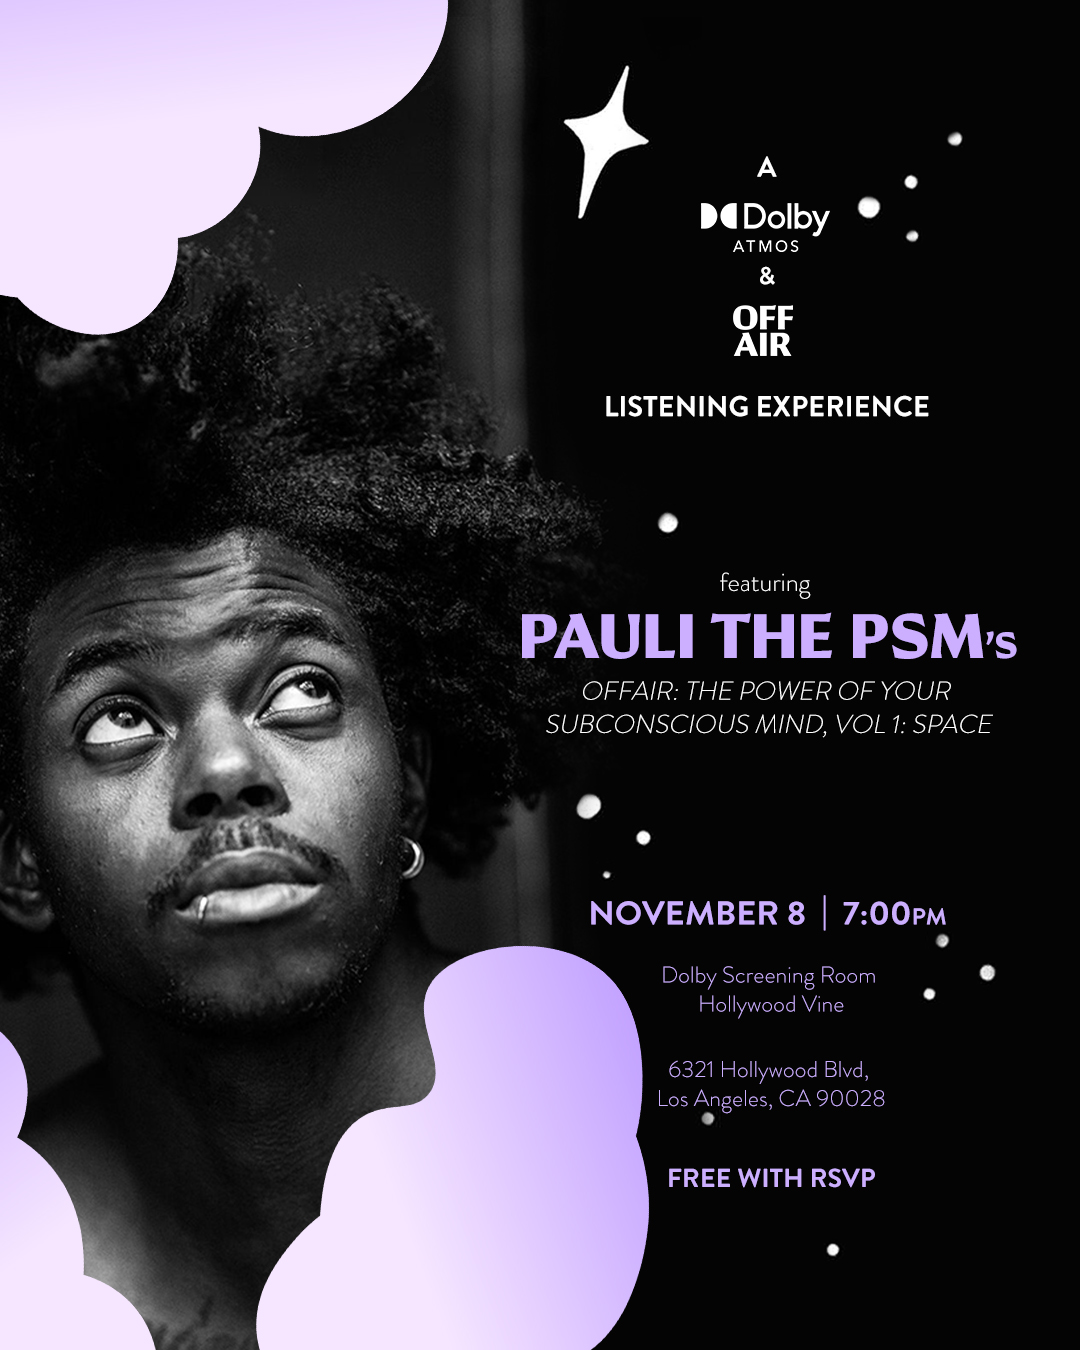 A
Dolby
ATMOS
&
OFF
AIR
LISTENING EXPERIENCE
featuring
PAULI THE PSM's
OFFAIR: THE POWER OF YOUR
SUBCONSCIOUS MIND, VOL 1: SPACE
NOVEMBER 8 | 7:00PM
Dolby Screening Room
Hollywood Vine
6321 Hollywood Blvd,
Los Angeles, CA 90028
FREE WITH RSVP